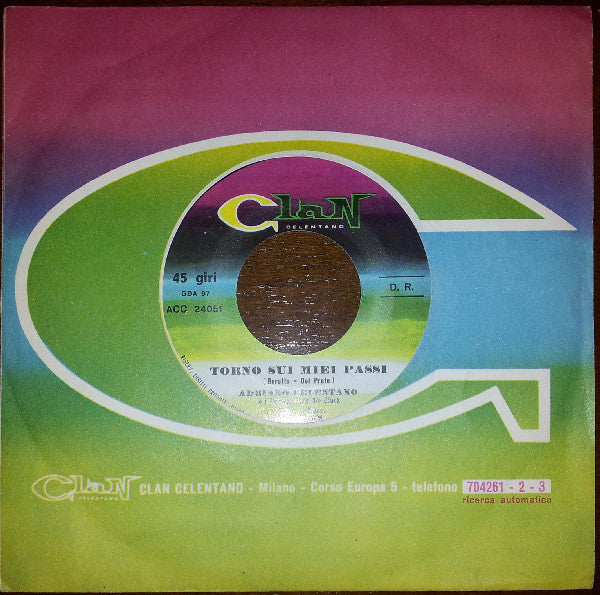 Clan
CELENTANO
45 giri
GBA 97
ACC 24051
D. R.
TORNO SUI MIEI PASSI
(Beretta - Del Prete)
ADRIANO CELENTANO
Clan
CELENTANO
CLAN CELENTANO - Milano - Corso Europa 5 - telefono 704261 - 2 - 3
ricerca automatica